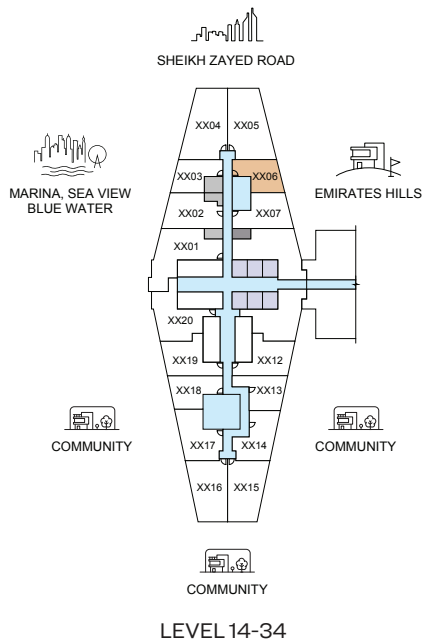 SHEIKH ZAYED ROAD
XX04
XX05
XX03
XX06
MARINA, SEA VIEW
BLUE WATER
EMIRATES HILLS
XX02
XX07
XX01
XX20
XX19
XX12
XX18
XX13
COMMUNITY
COMMUNITY
XX17
XX14
XX16
XX15
COMMUNITY
LEVEL 14-34